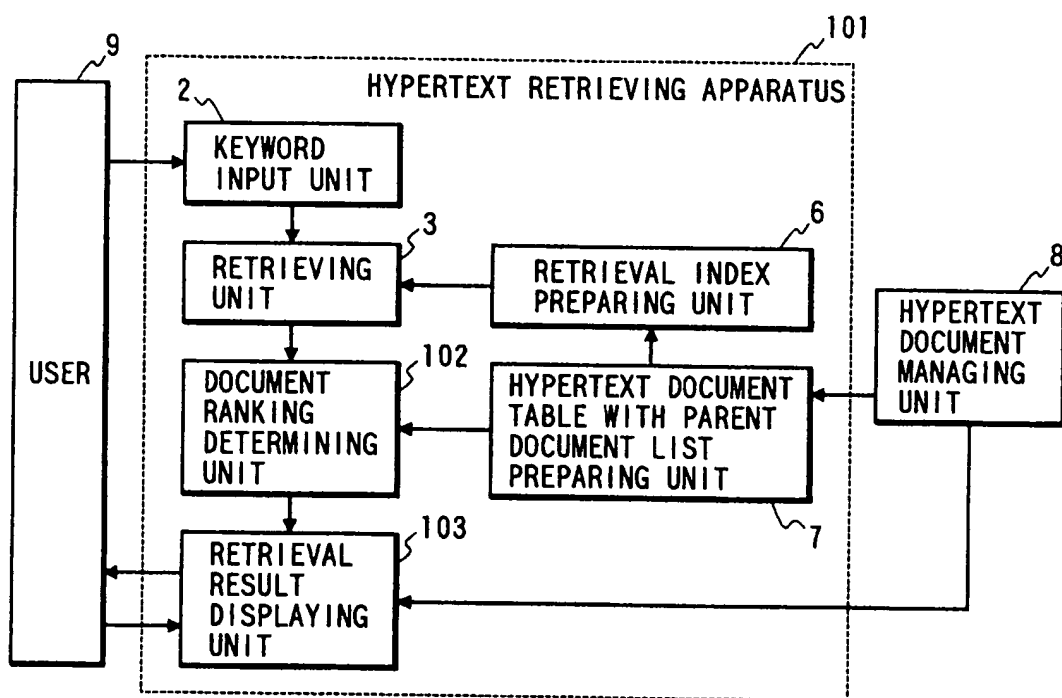 101
9
HYPERTEXT RETRIEVING APPARATUS
2
KEYWORD
INPUT UNIT
3
RETRIEVING
UNIT
6
RETRIEVAL INDEX
PREPARING UNIT
8
HYPERTEXT
DOCUMENT
MANAGING
UNIT
USER
102
DOCUMENT
RANKING
DETERMINING
UNIT
HYPERTEXT DOCUMENT
TABLE WITH PARENT
DOCUMENT LIST
PREPARING UNIT
7
103
RETRIEVAL
RESULT
DISPLAYING
UNIT